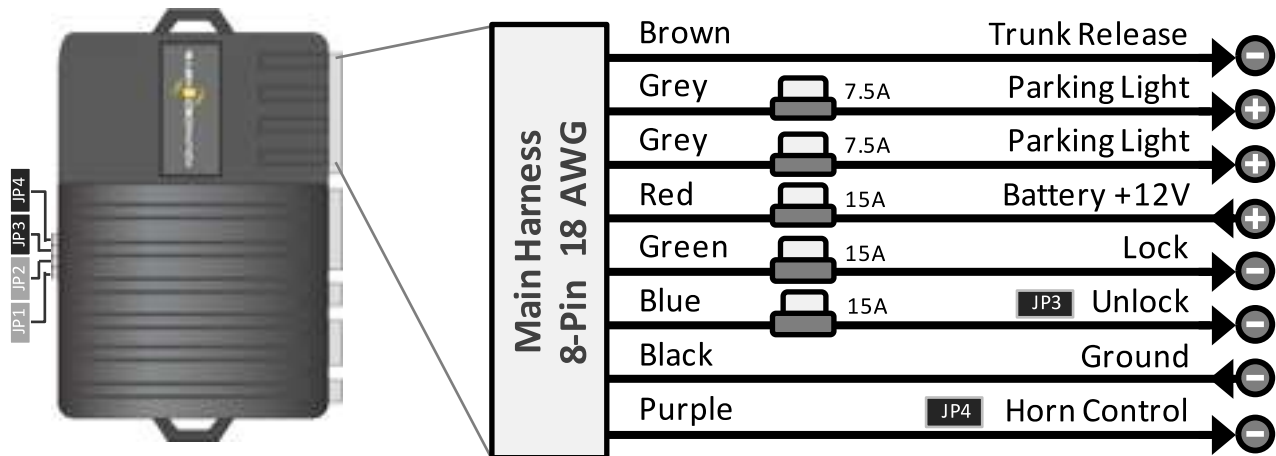 JP4
JP3
JP2
JP1
Main Harness
8-Pin 18 AWG
Brown Trunk Release
Grey 7.5A Parking Light
Grey 7.5A Parking Light
Red 15A Battery +12V
Green 15A Lock
Blue 15A JP3 Unlock
Black Ground
Purple JP4 Horn Control